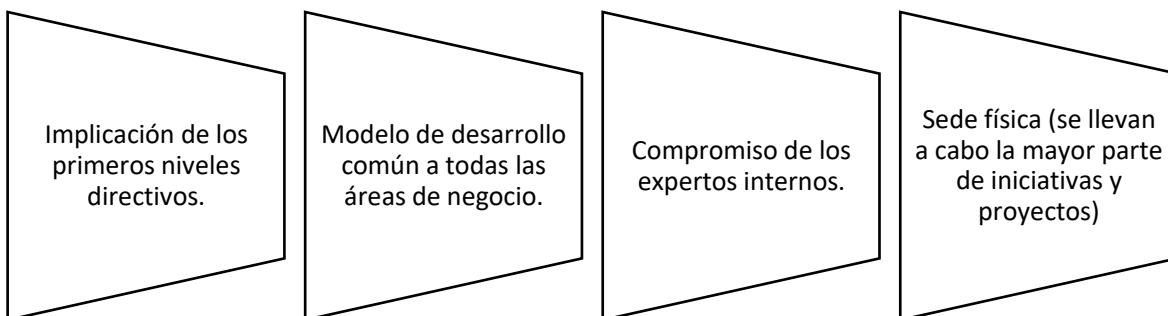 Implicación de los
primeros niveles
directivos.
Modelo de desarrollo
común a todas las
áreas de negocio.
Compromiso de los
expertos internos.
Sede física (se llevan
a cabo la mayor parte
de iniciativas y
proyectos)